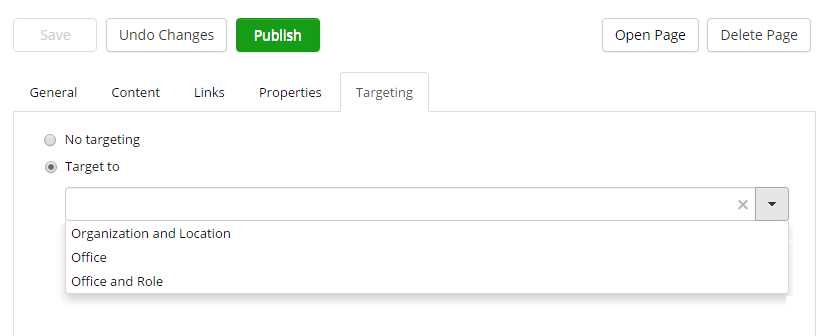 Save Undo Changes Publish Open Page Delete Page
General Content Links Properties Targeting
No targeting
Target to
Organization and Location
Office
Office and Role